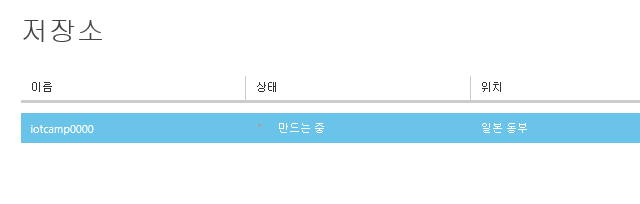 저장소
이름 상태 위치
iotcamp0000 만드는 중 일본 동부